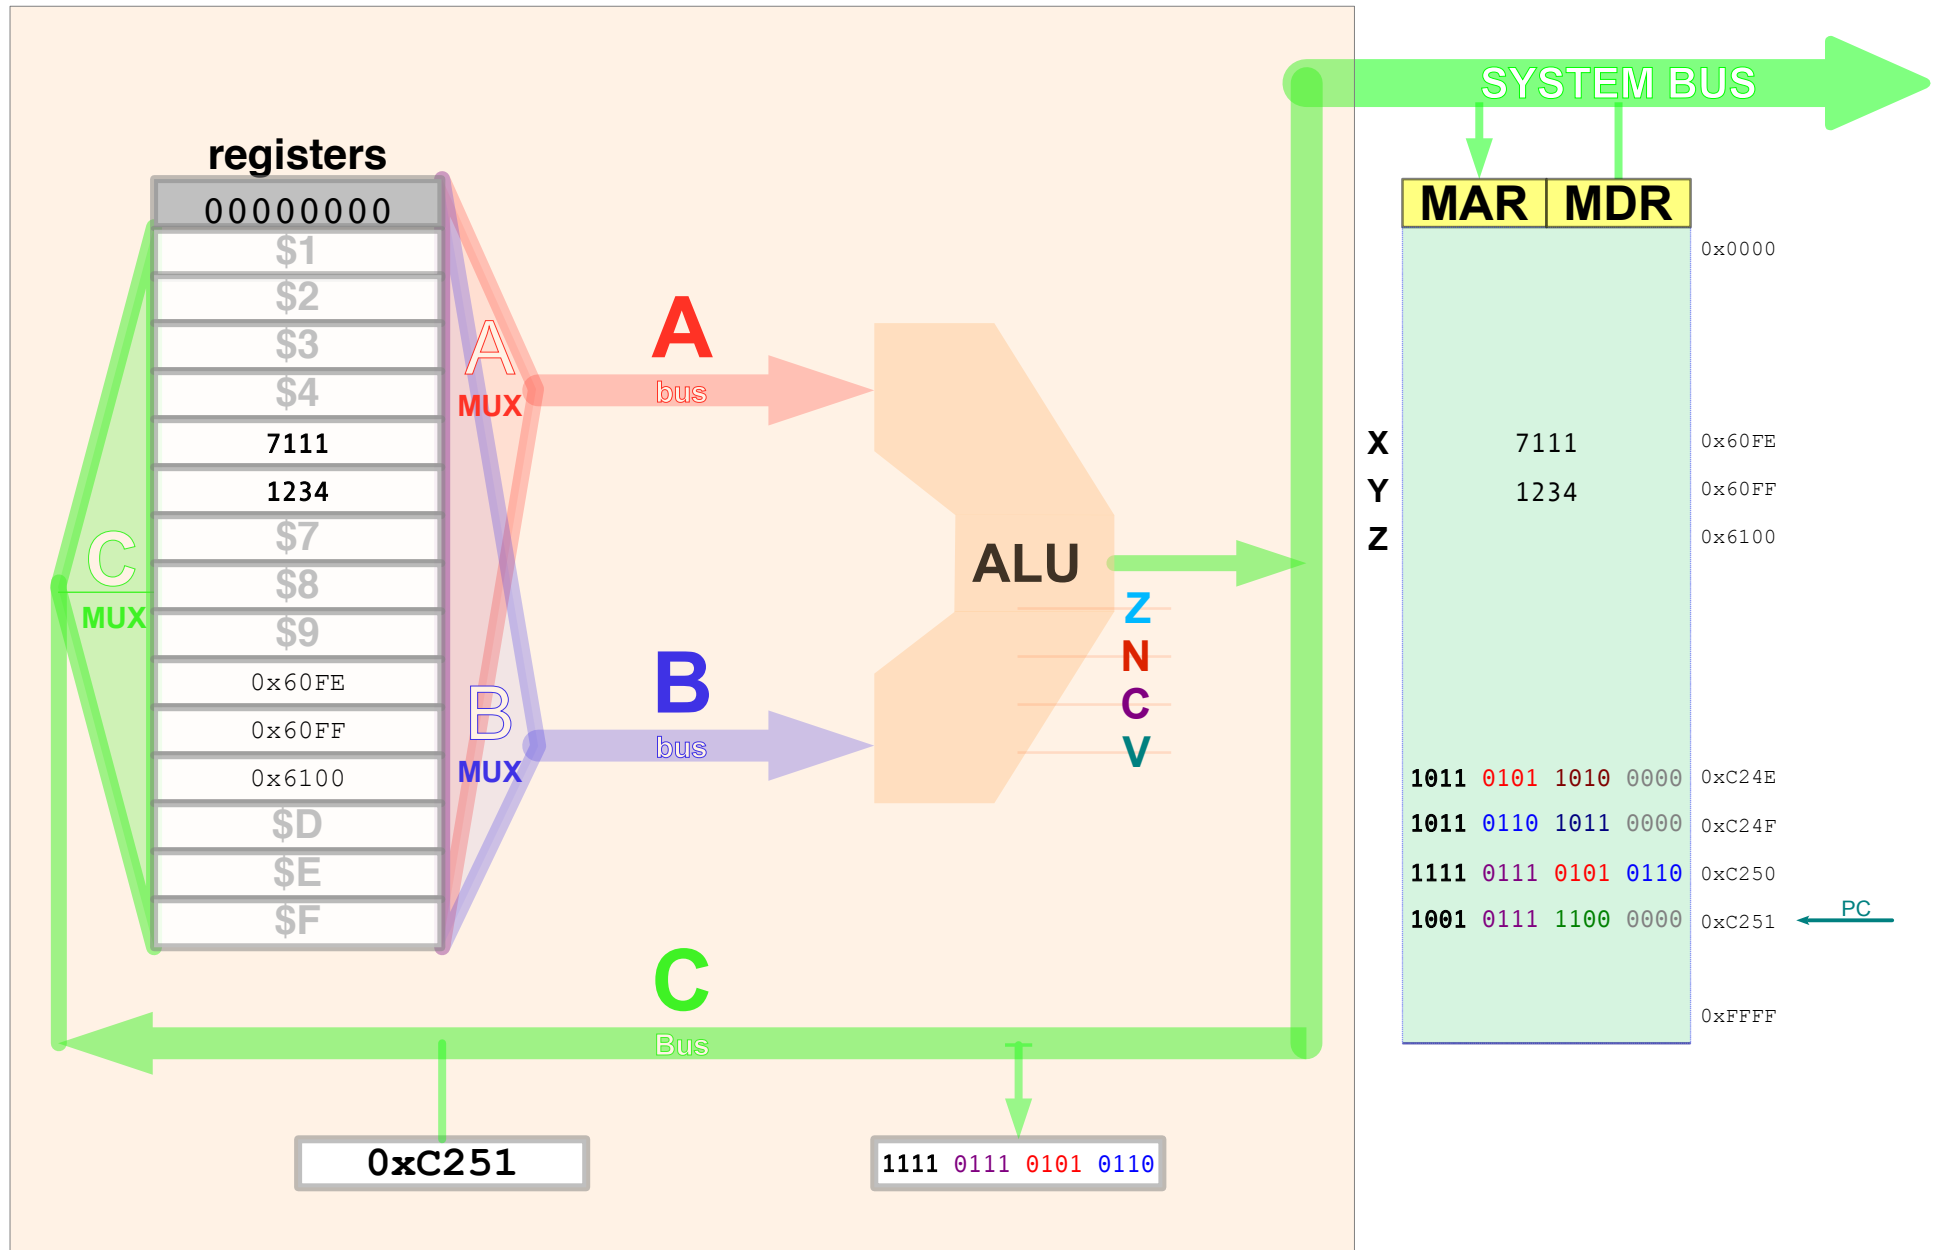 SYSTEM BUS
registers
MAR MDR
00000000
$1
0x0000
$2
$3
$4
A
MUX
A
bus
7111
X 7111 0x60FE
1234
Y 1234 0x60FF
$7
Z 0x6100
$8
C
MUX
ALU
$9
Z
N
C
V
0x60FE
0x60FF
B
MUX
B
bus
0x6100
1011 0101 1010 0000 0xC24E
$D
1011 0110 1011 0000 0xC24F
$E
1111 0111 0101 0110 0xC250
$F
1001 0111 1100 0000 0xC251 PC
C
Bus
0xFFFF
0xC251
1111 0111 0101 0110